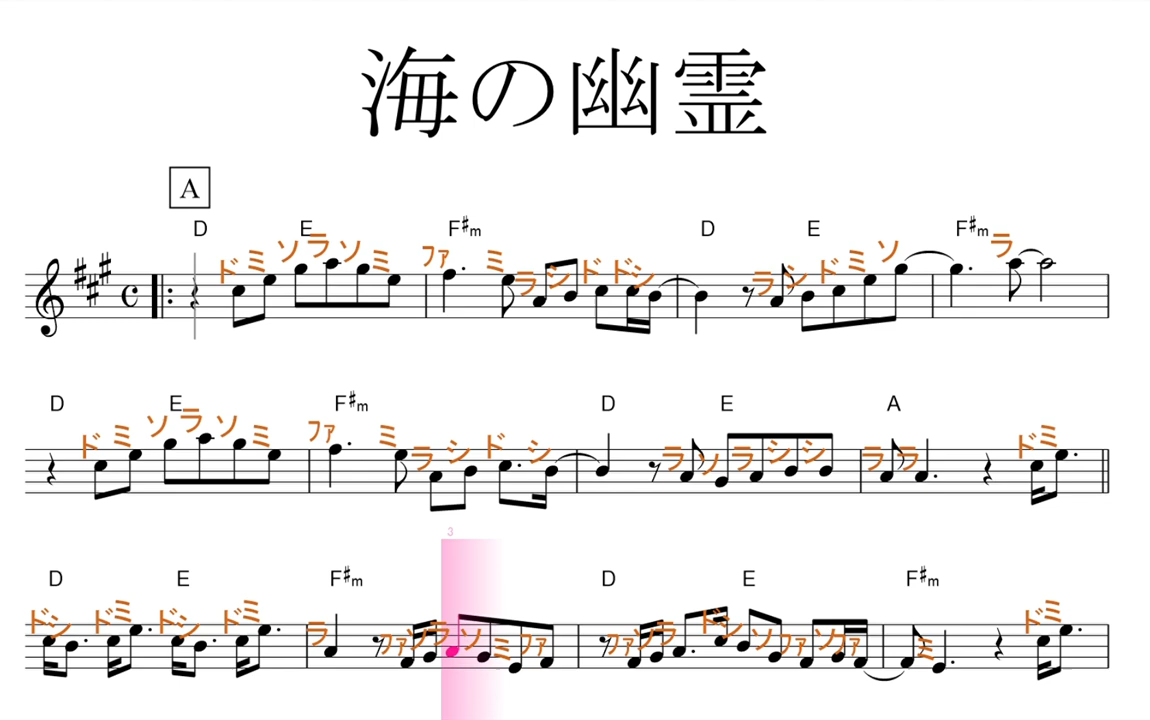 海の幽霊
A
D E F#m D E F#m
ド ミ ソ ラ ソ ミ ファ ミ ラ シ ド ド シ ラ シ ド ミ ソ ラ
D E F#m D E A
ド ミ ソ ラ ソ ミ ファ ミ ラ シ ド シ ラ ソ ラ シ シ ラ ラ ド ミ
3
D E F#m D E F#m
ド シ ド ミ ド シ ド ミ ラ ファ ソ ラ ソ ミ ファ ファ ソ ラ ド シ ソ ファ ソ ファ ミ ド ミ